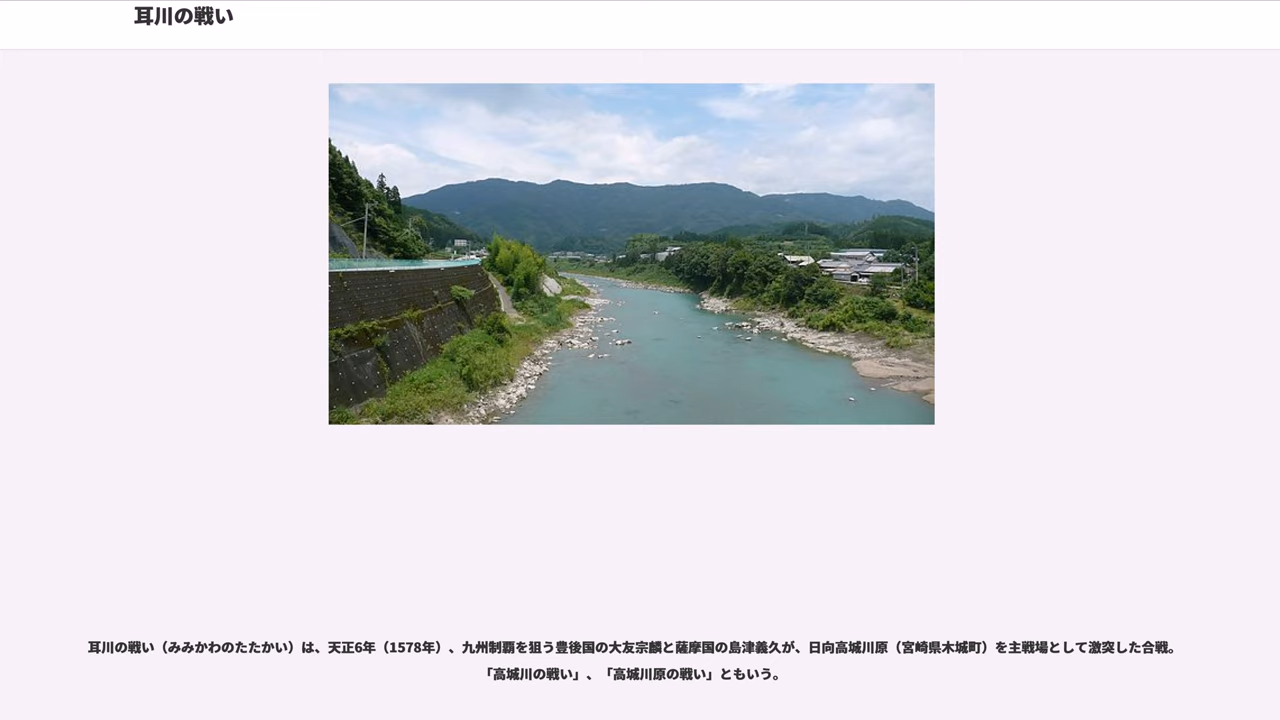 耳川の戦い
耳川の戦い（みみかわのたたかい）は、天正6年（1578年）、九州制覇を狙う豊後国の大友宗麟と薩摩国の島津義久が、日向高城川原（宮崎県木城町）を主戦場として激突した合戦。
「高城川の戦い」、「高城川原の戦い」ともいう。